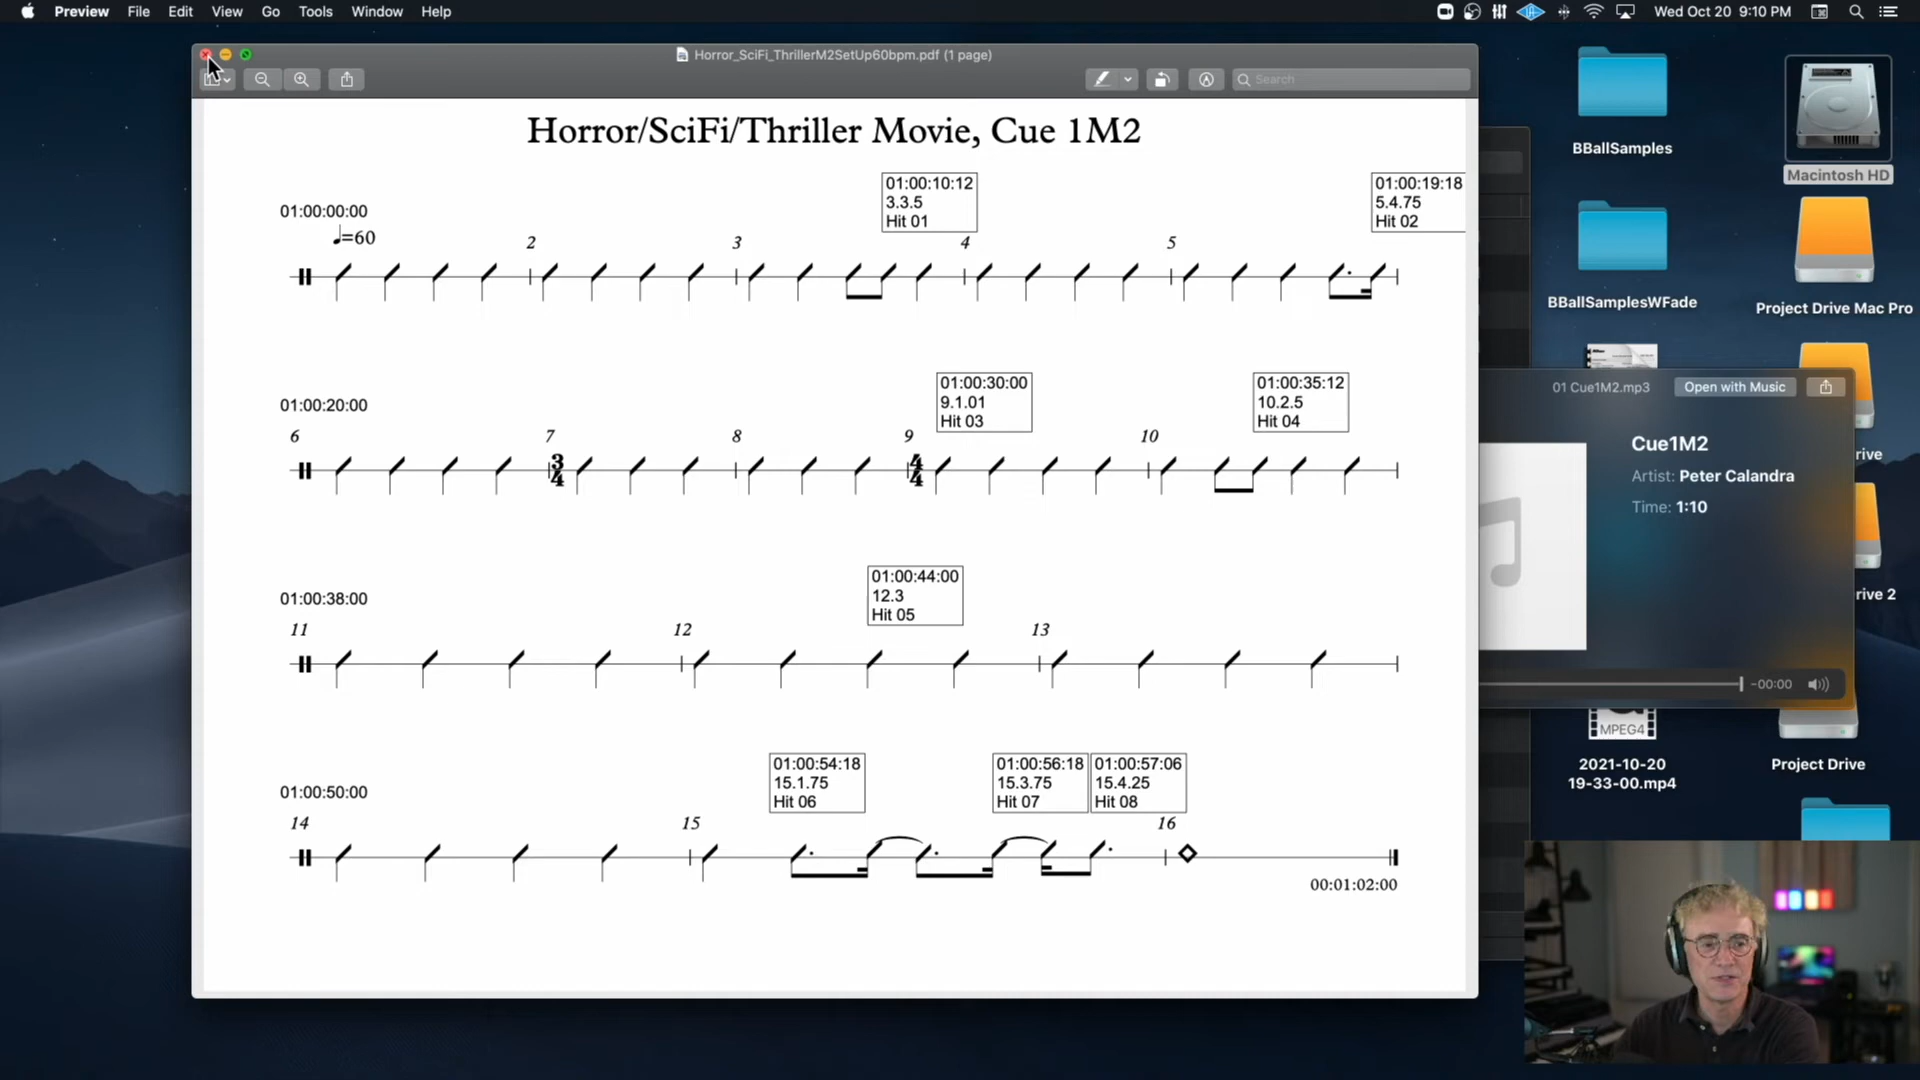 Preview File Edit View Go Tools Window Help
Wed Oct 20 9:10 PM
Horror_SciFi_ThrillerM2SetUp60bpm.pdf (1 page)
Search
Horror/SciFi/Thriller Movie, Cue 1M2
01:00:10:12
3.3.5
Hit 01
01:00:19:18
5.4.75
Hit 02
01:00:00:00
=60
2
3
4
5
01:00:30:00
9.1.01
Hit 03
01:00:35:12
10.2.5
Hit 04
01:00:20:00
6
7
8
9
10
3
4
4
4
01:00:44:00
12.3
Hit 05
01:00:38:00
11
12
13
01:00:54:18
15.1.75
Hit 06
01:00:56:18
15.3.75
Hit 07
01:00:57:06
15.4.25
Hit 08
01:00:50:00
14
15
16
00:01:02:00
BBallSamples
Macintosh HD
BBallSamplesWFade
Project Drive Mac Pro
01 Cue1M2.mp3
Open with Music
Cue1M2
Artist: Peter Calandra
Time: 1:10
rive
rive 2
-00:00
MPEG4
2021-10-20
19-33-00.mp4
Project Drive